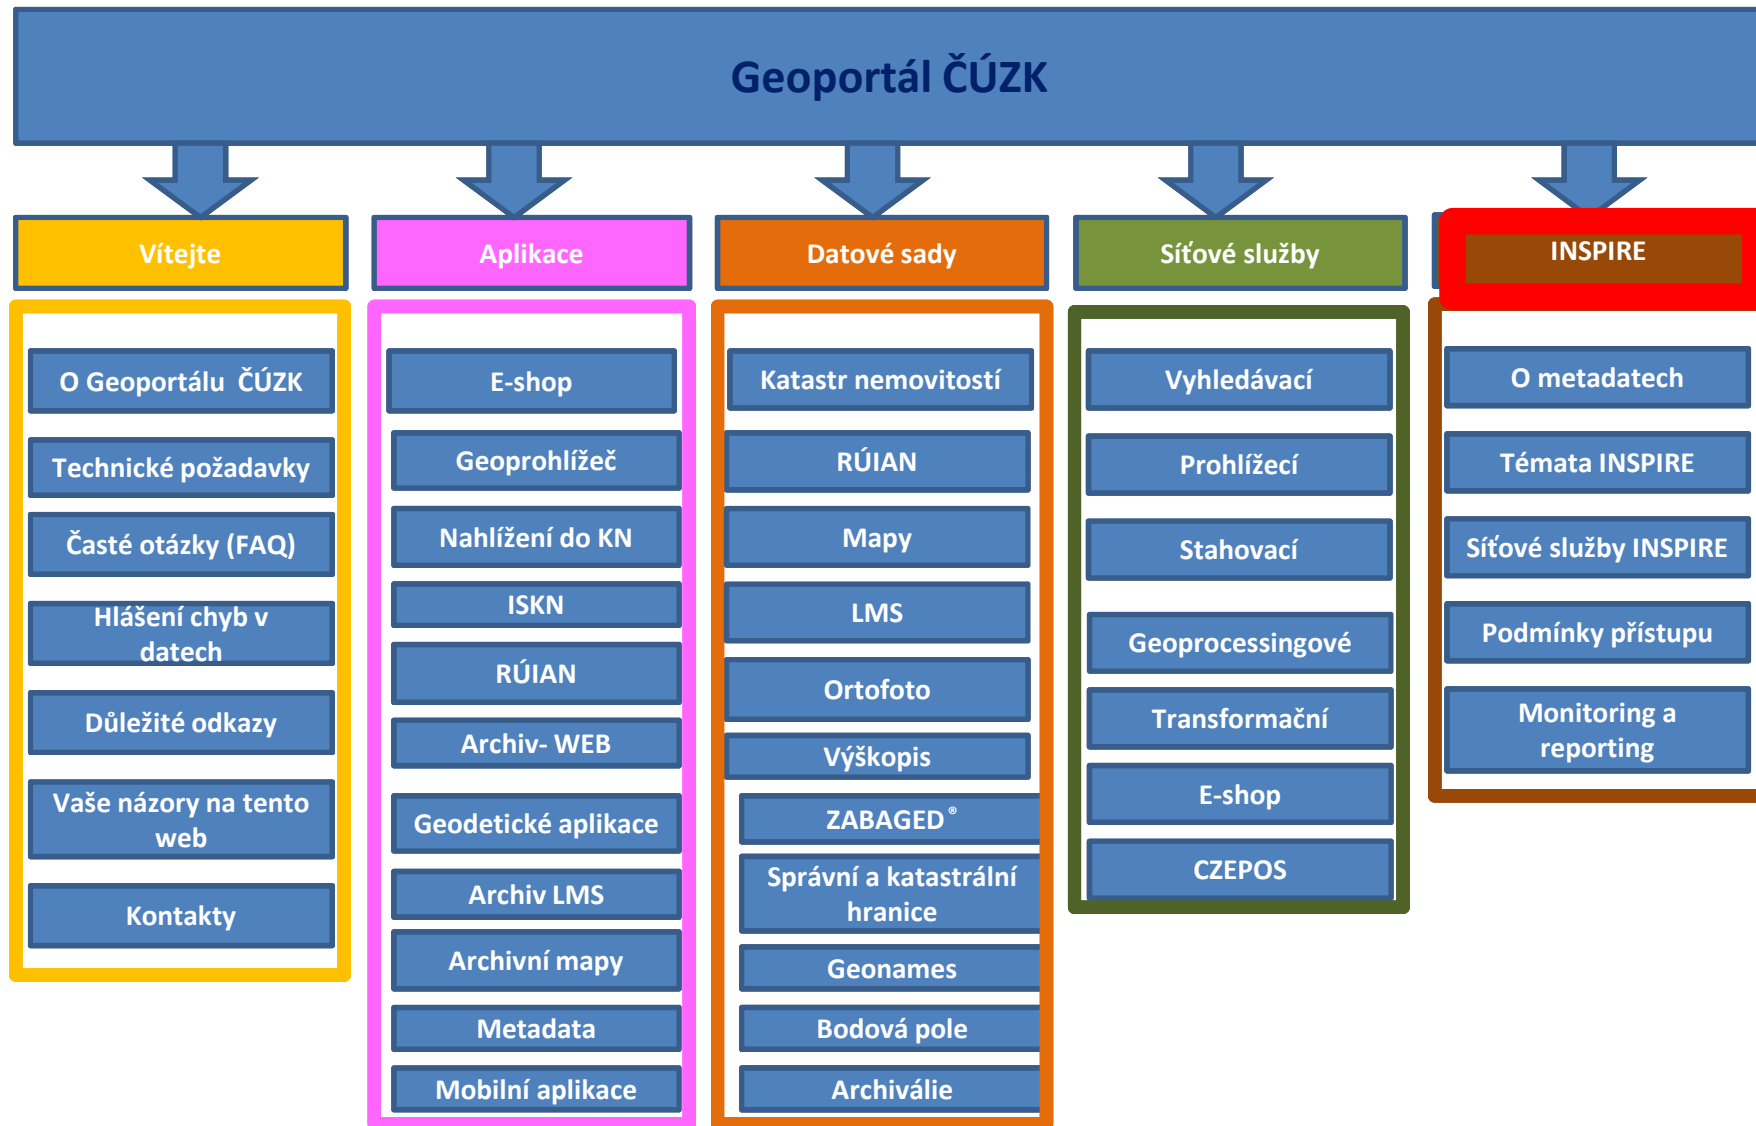 Geoportál ČÚZK
Vítejte
O Geoportálu ČÚZK
Technické požadavky
Časté otázky (FAQ)
Hlášení chyb v
datech
Důležité odkazy
Vaše názory na tento
web
Kontakty
Aplikace
E-shop
Geoprohlížeč
Nahlížení do KN
ISKN
RÚIAN
Archiv- WEB
Geodetické aplikace
Archiv LMS
Archivní mapy
Metadata
Mobilní aplikace
Datové sady
Katastr nemovitostí
RÚIAN
Mapy
LMS
Ortofoto
Výškopis
ZABAGED®
Správní a katastrální
hranice
Geonames
Bodová pole
Archiválie
Síťové služby
Vyhledávací
Prohlížecí
Stahovací
Geoprocessingové
Transformační
E-shop
CZEPOS
INSPIRE
O metadatech
Témata INSPIRE
Síťové služby INSPIRE
Podmínky přístupu
Monitoring a
reporting